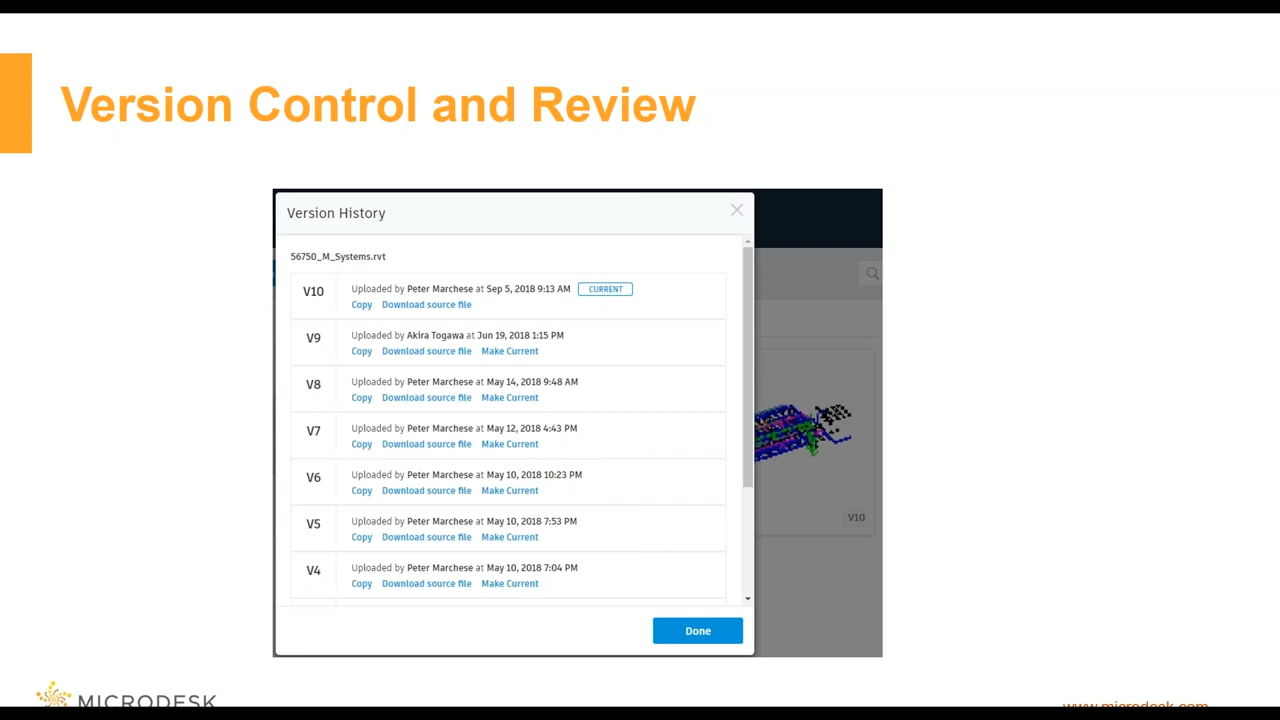 Version Control and Review
Version History
56750_M_Systems.rvt
V10
Uploaded by Peter Marchese at Sep 5, 2018 9:13 AM CURRENT
Copy Download source file
V9
Uploaded by Akira Togawa at Jun 19, 2018 1:15 PM
Copy Download source file Make Current
V8
Uploaded by Peter Marchese at May 14, 2018 9:48 AM
Copy Download source file Make Current
V7
Uploaded by Peter Marchese at May 12, 2018 4:43 PM
Copy Download source file Make Current
V6
Uploaded by Peter Marchese at May 10, 2018 10:23 PM
Copy Download source file Make Current
V5
Uploaded by Peter Marchese at May 10, 2018 7:53 PM
Copy Download source file Make Current
V4
Uploaded by Peter Marchese at May 10, 2018 7:04 PM
Copy Download source file Make Current
V10
Done
MICRODESK
www.microdesk.com